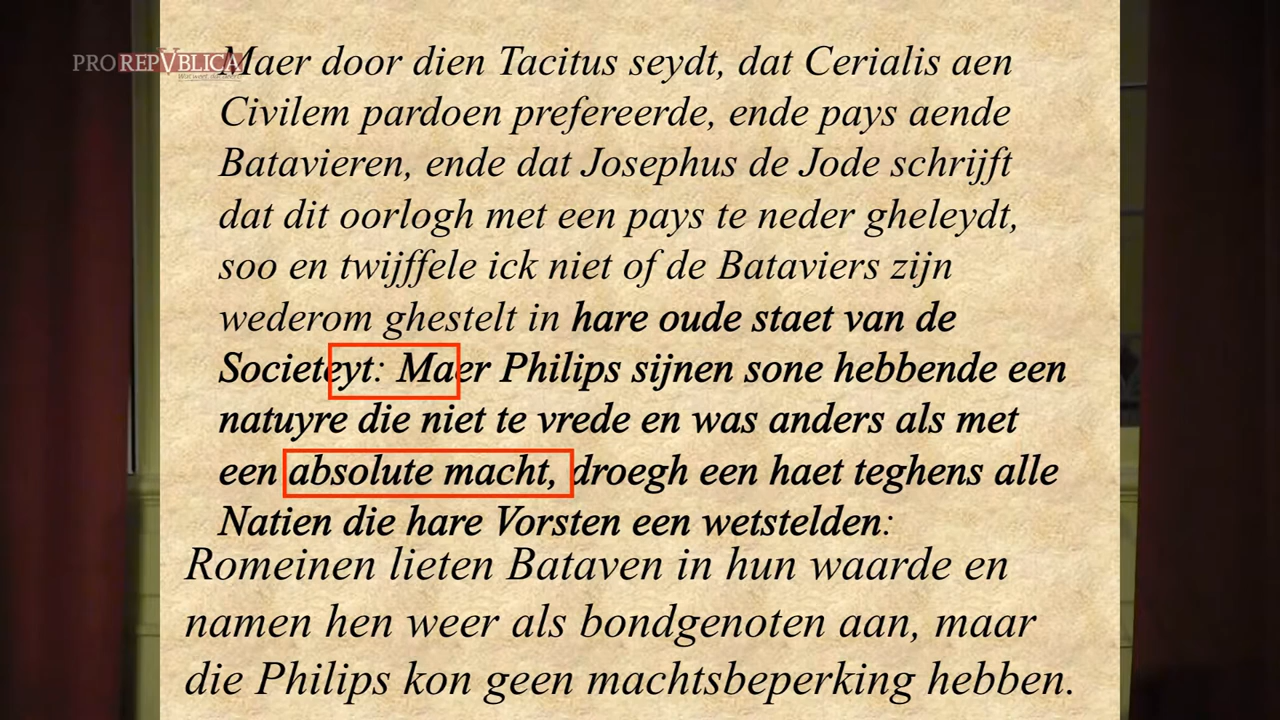 PRO REPVBLICA
Maer door dien Tacitus seydt, dat Cerialis aen
Civilem pardoen prefereerde, ende pays aende
Batavieren, ende dat Josephus de Jode schrijft
dat dit oorlogh met een pays te neder gheleydt,
soo en twijffele ick niet of de Bataviers zijn
wederom ghestelt in hare oude staet van de
Societeyt: Maer Philips sijnen sone hebbende een
natuyre die niet te vrede en was anders als met
een absolute macht, droegh een haet teghens alle
Natien die hare Vorsten een wetstelden:
Romeinen lieten Bataven in hun waarde en
namen hen weer als bondgenoten aan, maar
die Philips kon geen machtsbeperking hebben.